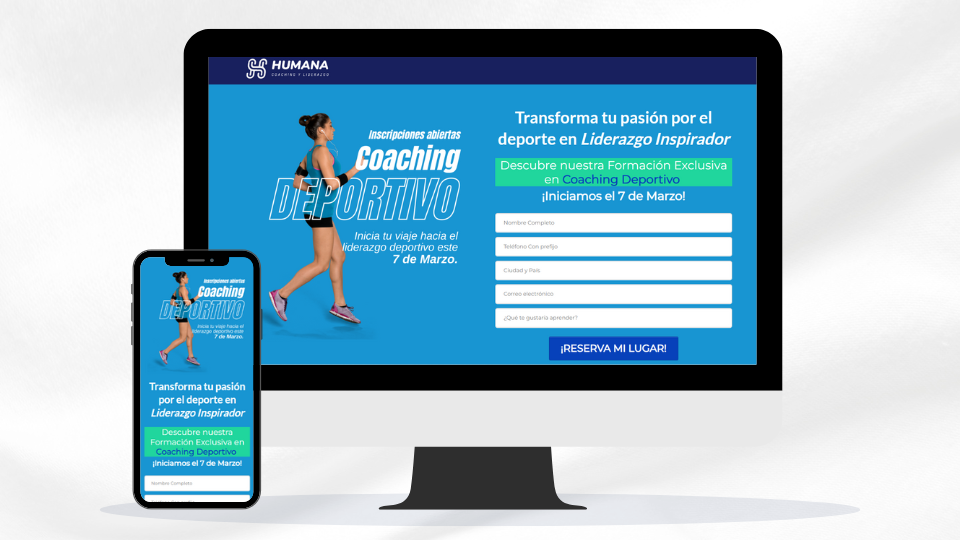 HUMANA
COACHING Y LIDERAZGO
Inscripciones abiertas
Coaching
DEPORTIVO
Inicia tu viaje hacía el
liderazgo deportivo este
7 de Marzo.
Transforma tu pasión por el
deporte en Liderazgo Inspirador
Descubre nuestra Formación Exclusiva
en Coaching Deportivo
¡Iniciamos el 7 de Marzo!
Nombre Completo
Teléfono Con prefijo
Ciudad y País
Correo electrónico
¿Qué te gustaría aprender?
¡RESERVA MI LUGAR!
Inscripciones abiertas
Coaching
DEPORTIVO
Inicia tu viaje hacía el
liderazgo deportivo este
7 de Marzo.
Transforma tu pasión
por el deporte en
Liderazgo Inspirador
Descubre nuestra
Formación Exclusiva en
Coaching Deportivo
¡Iniciamos el 7 de Marzo!
Nombre Completo